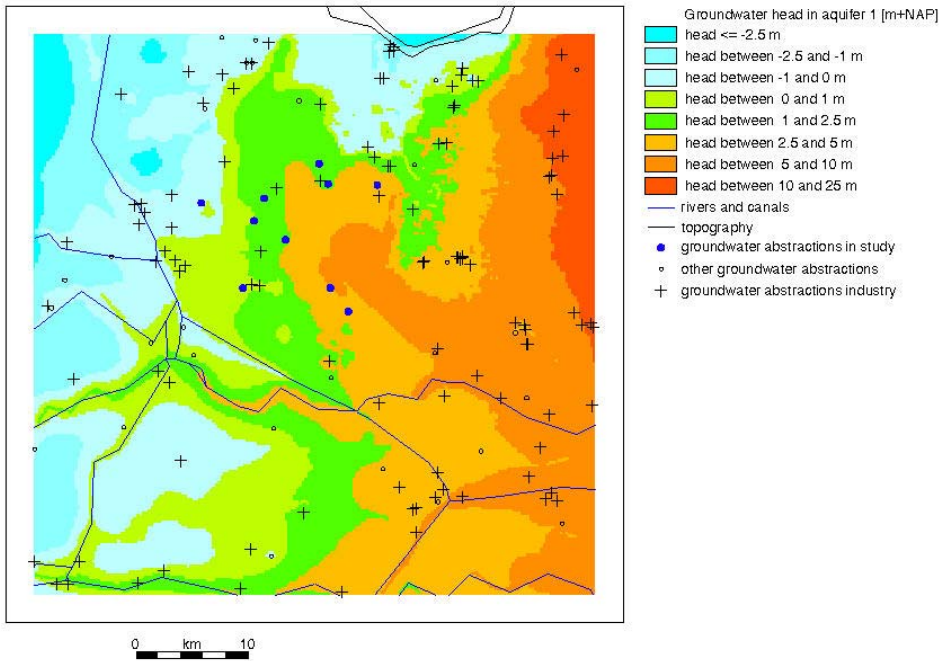 Groundwater head in aquifer 1 [m+NAP]
head <= -2.5 m
head between -2.5 and -1 m
head between -1 and 0 m
head between 0 and 1 m
head between 1 and 2.5 m
head between 2.5 and 5 m
head between 5 and 10 m
head between 10 and 25 m
rivers and canals
topography
groundwater abstractions in study
other groundwater abstractions
groundwater abstractions industry
0 km 10